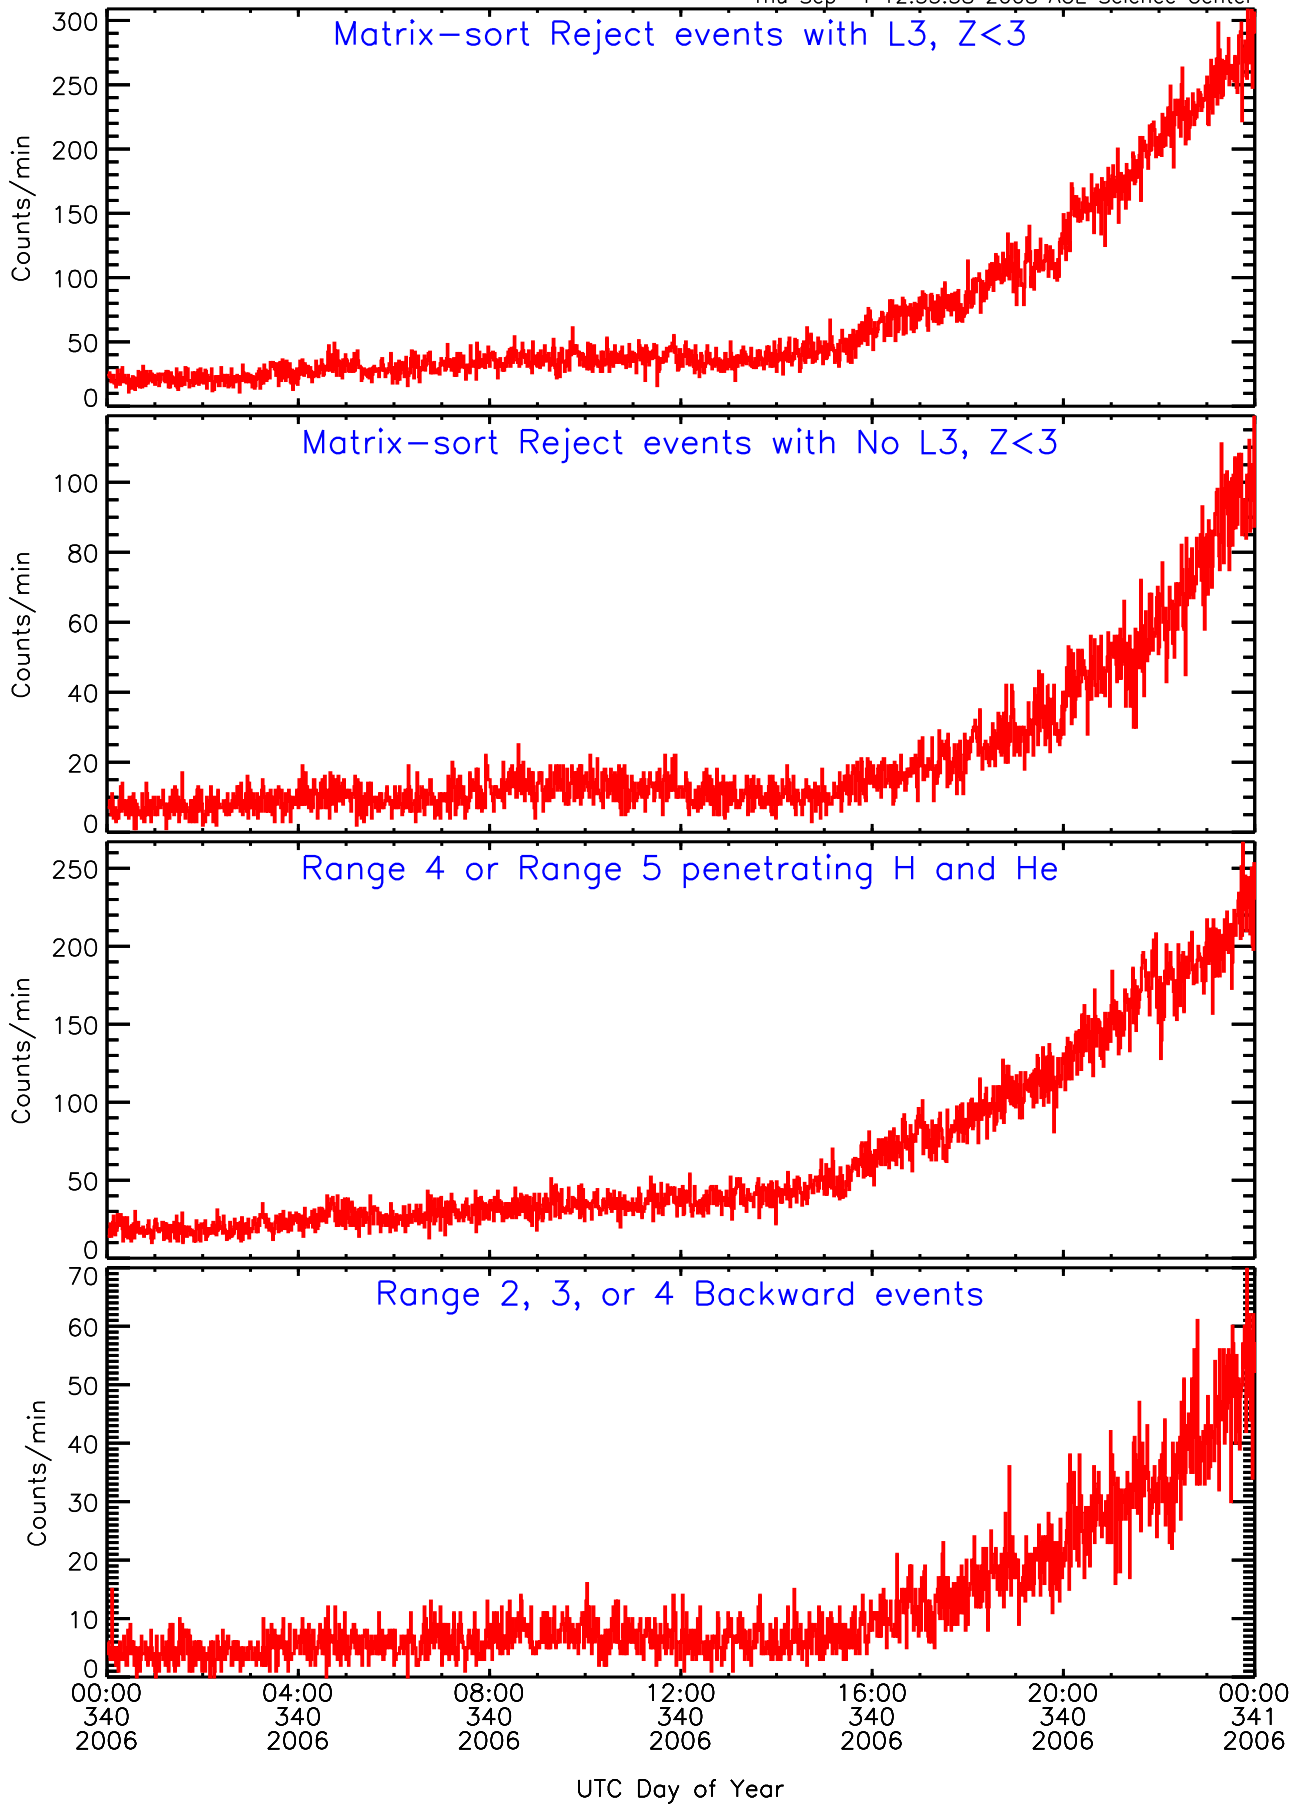 Matrix-sort Reject events with L3, Z<3
300
250
200
150
100
50
0
Counts/min
Matrix-sort Reject events with No L3, Z<3
100
80
60
40
20
0
Counts/min
Range 4 or Range 5 penetrating H and He
250
200
150
100
50
0
Counts/min
Range 2, 3, or 4 Backward events
70
60
50
40
30
20
10
0
Counts/min
00:00 04:00 08:00 12:00 16:00 20:00 00:00
340 340 340 340 340 340 341
2006 2006 2006 2006 2006 2006 2006
UTC Day of Year